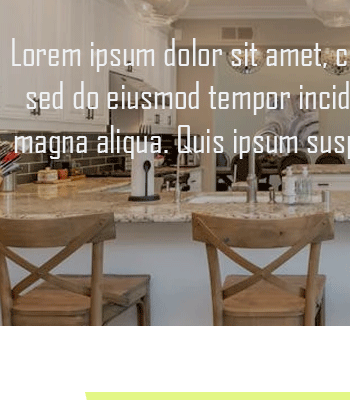 Lorem ipsum dolor sit amet, c
sed do eiusmod tempor incid
magna aliqua. Quis ipsum susp